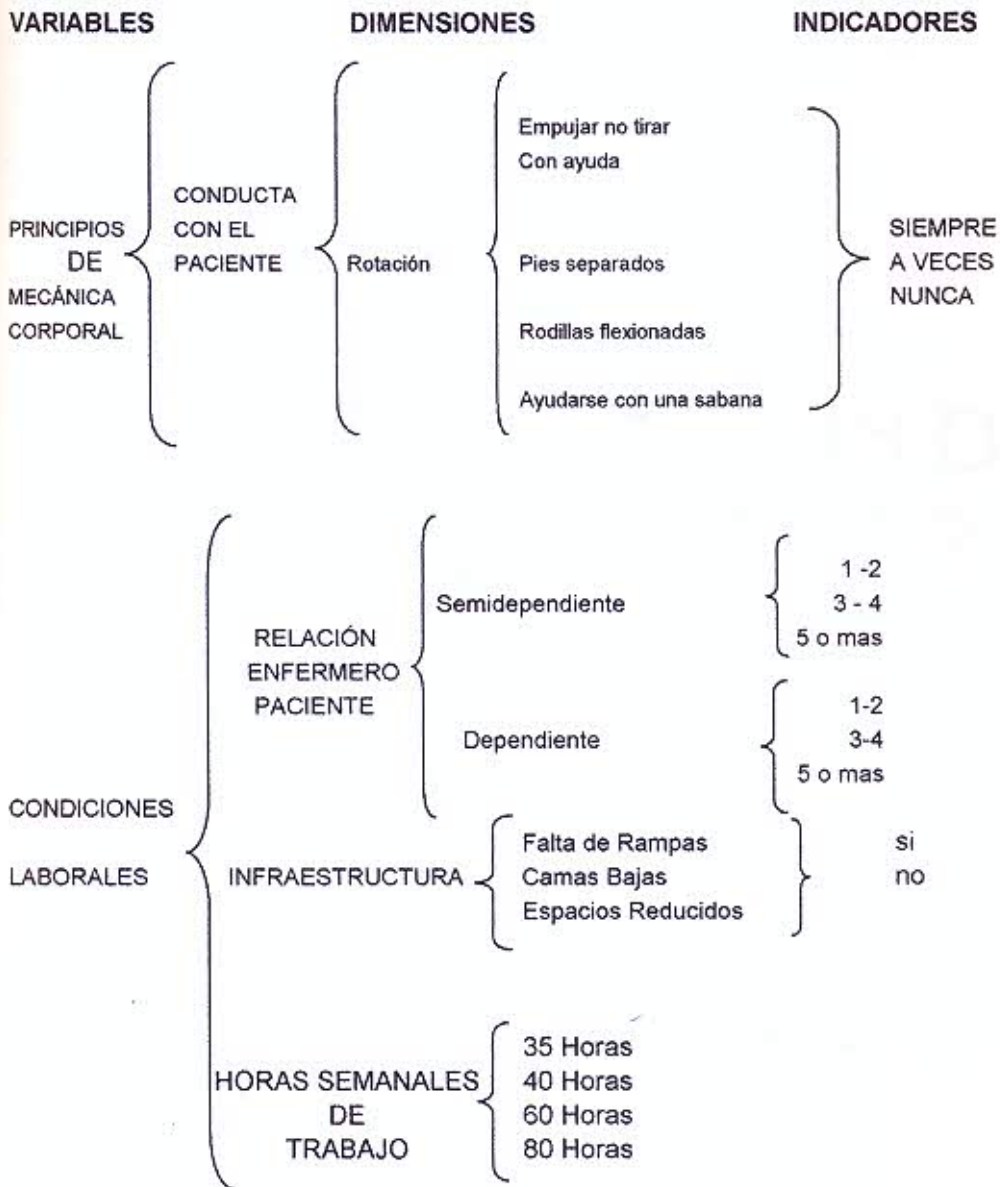 VARIABLES DIMENSIONES INDICADORES
PRINCIPIOS
DE
MECÁNICA
CORPORAL
CONDUCTA
CON EL
PACIENTE
Rotación
Empujar no tirar
Con ayuda
Pies separados
Rodillas flexionadas
Ayudarse con una sabana
SIEMPRE
A VECES
NUNCA
CONDICIONES
LABORALES
RELACIÓN
ENFERMERO
PACIENTE
Semidependiente
1 -2
3 - 4
5 o mas
Dependiente
1-2
3-4
5 o mas
INFRAESTRUCTURA
Falta de Rampas
Camas Bajas
Espacios Reducidos
si
no
HORAS SEMANALES
DE
TRABAJO
35 Horas
40 Horas
60 Horas
80 Horas